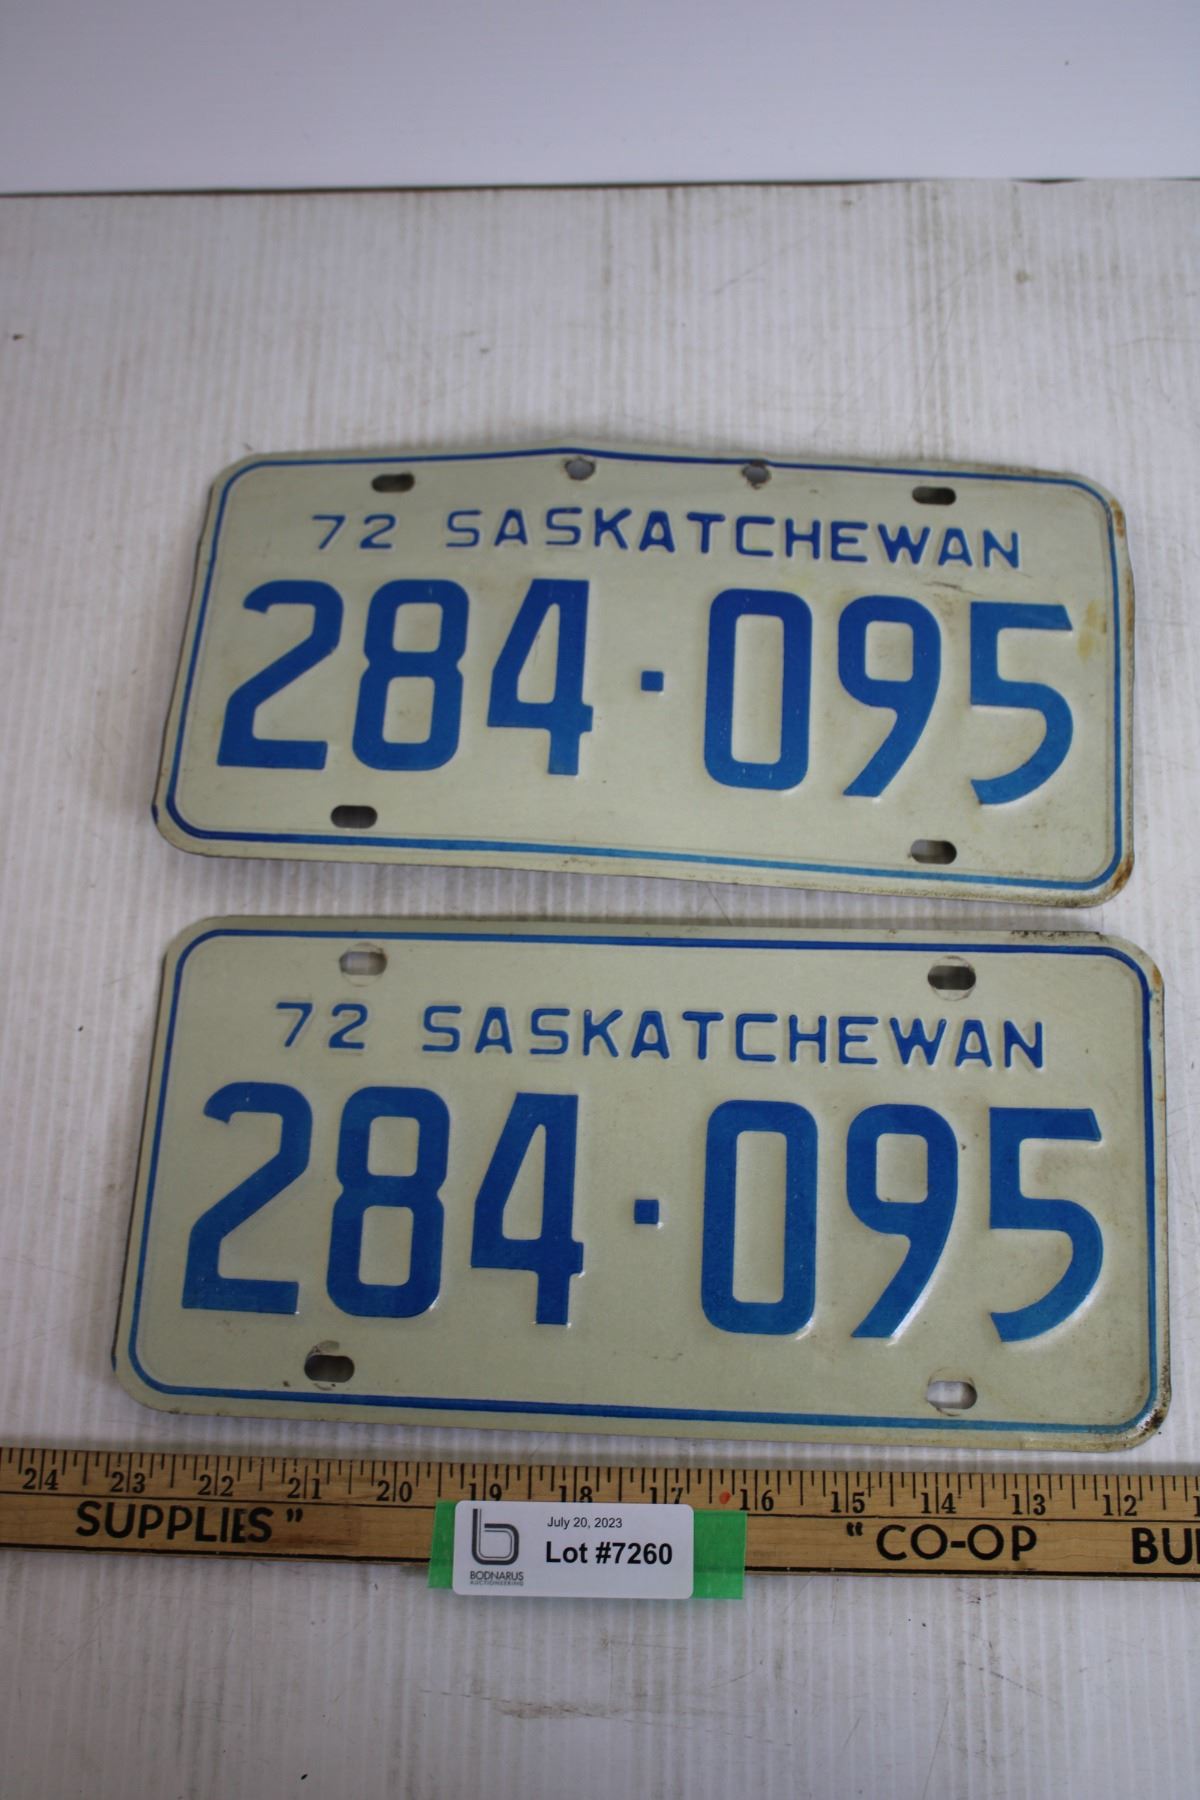 72 SASKATCHEWAN
284·095
72 SASKATCHEWAN
284·095
24 23 22 21 20 19 18 17 16 15 14 13 12
SUPPLIES" "CO-OP
July 20, 2023
Lot #7260
BODNARUS
AUCTIONEERING